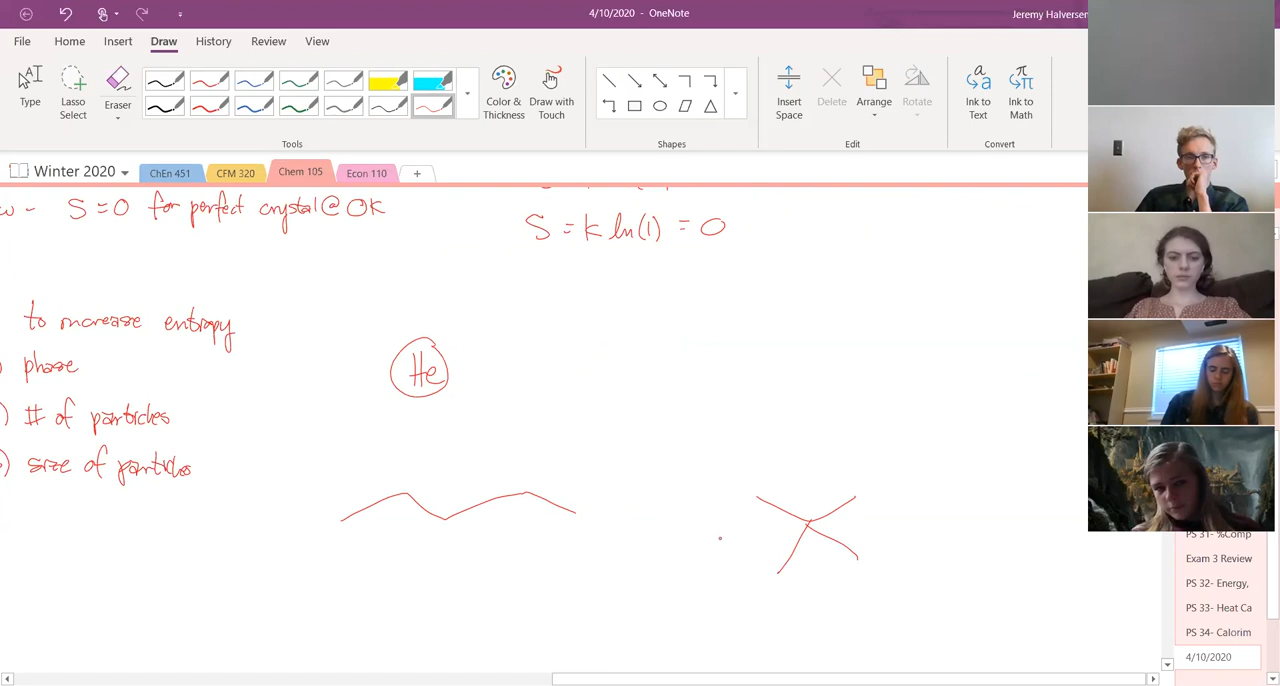 4/10/2020 - OneNote
Jeremy Halversen
File Home Insert Draw History Review View
Type
Lasso Select
Eraser
Color & Thickness
Draw with Touch
Insert Space
Delete
Arrange
Rotate
Ink to Text
Ink to Math
Tools
Shapes
Edit
Convert
Winter 2020
ChEn 451
CFM 320
Chem 105
Econ 110
+
w - S = 0 for perfect crystal @ 0K
S = k ln(1) = 0
to increase entropy
) phase
) # of particles
) size of particles
He
PS 31- %Comp
Exam 3 Review
PS 32- Energy,
PS 33- Heat Ca
PS 34- Calorim
4/10/2020